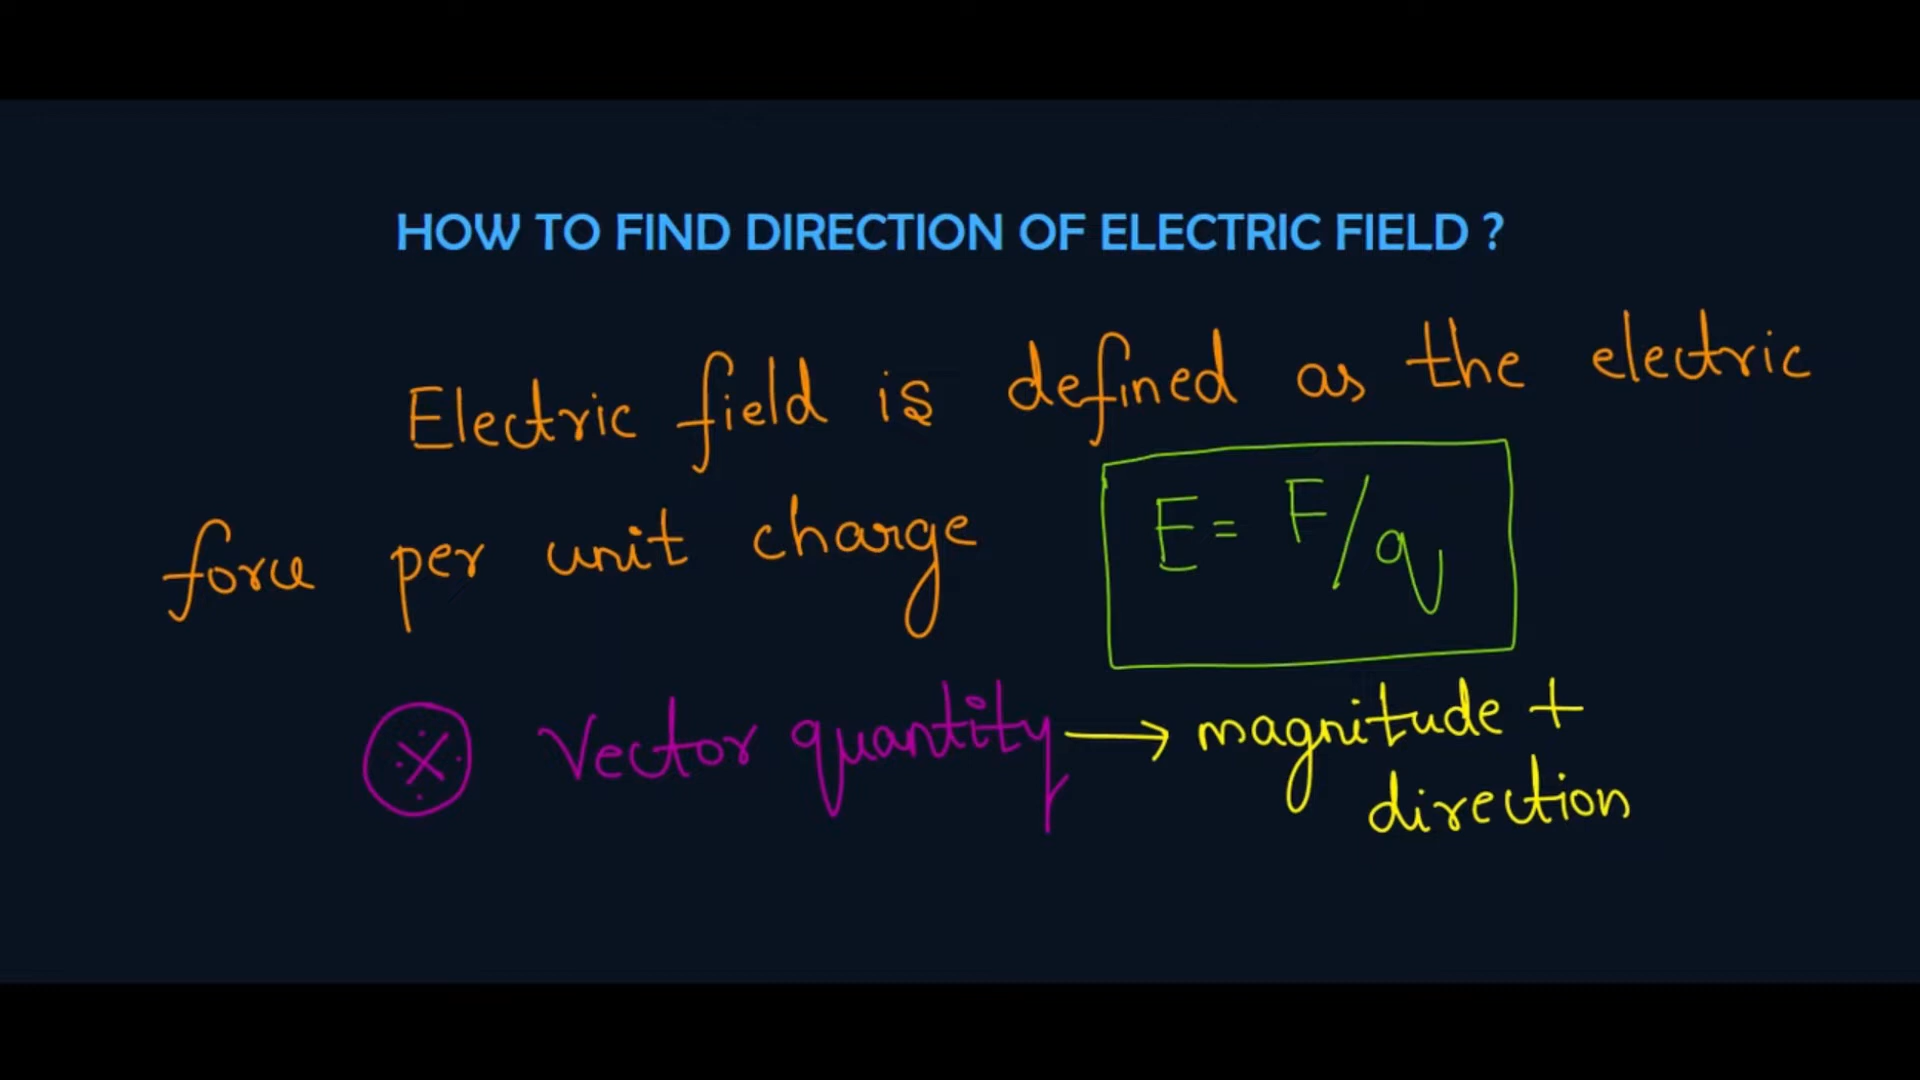 HOW TO FIND DIRECTION OF ELECTRIC FIELD ?
Electric field is defined as the electric
force per unit charge
E = F/q
Vector quantity → magnitude +
direction